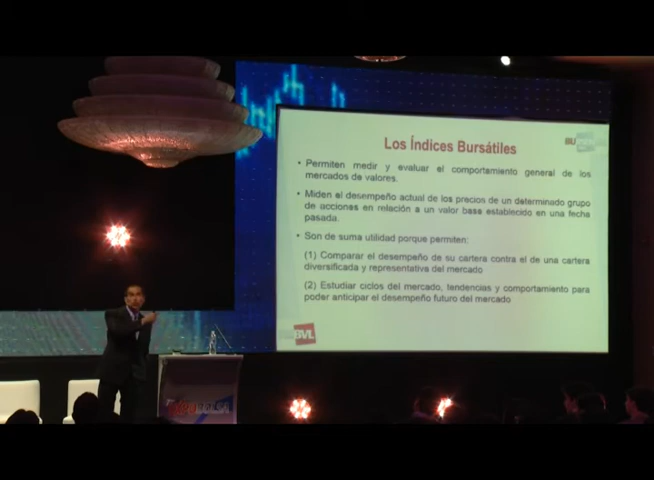 Los Índices Bursátiles
• Permiten medir y evaluar el comportamiento general de los
mercados de valores.
• Miden el desempeño actual de los precios de un determinado grupo
de acciones en relación a un valor base establecido en una fecha
pasada.
• Son de suma utilidad porque permiten:
(1) Comparar el desempeño de su cartera contra el de una cartera
diversificada y representativa del mercado
(2) Estudiar ciclos del mercado, tendencias y comportamiento para
poder anticipar el desempeño futuro del mercado
BVL